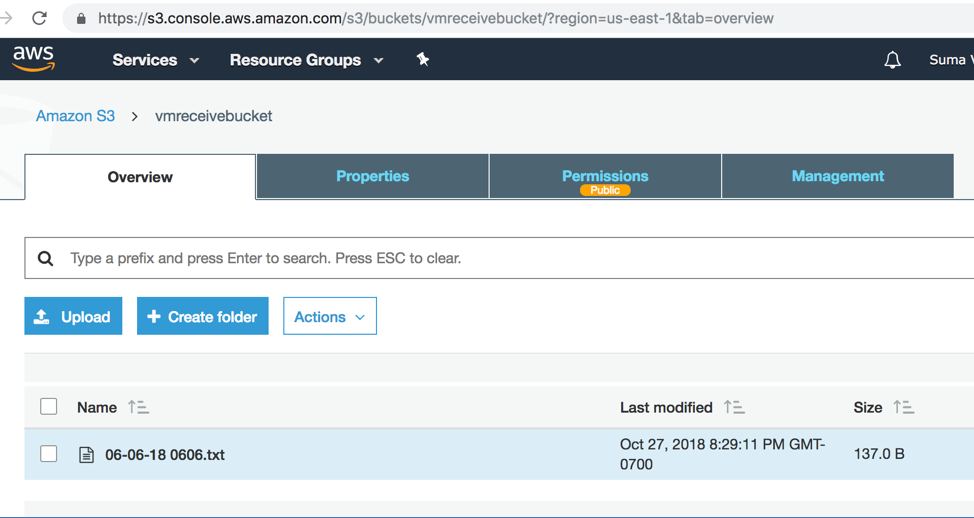 https://s3.console.aws.amazon.com/s3/buckets/vmreceivebucket/?region=us-east-1&tab=overview
aws Services Resource Groups Suma
Amazon S3 > vmreceivebucket
Overview Properties Permissions Management
Public
Type a prefix and press Enter to search. Press ESC to clear.
Upload + Create folder Actions
Name Last modified Size
06-06-18 0606.txt Oct 27, 2018 8:29:11 PM GMT- 137.0 B
0700